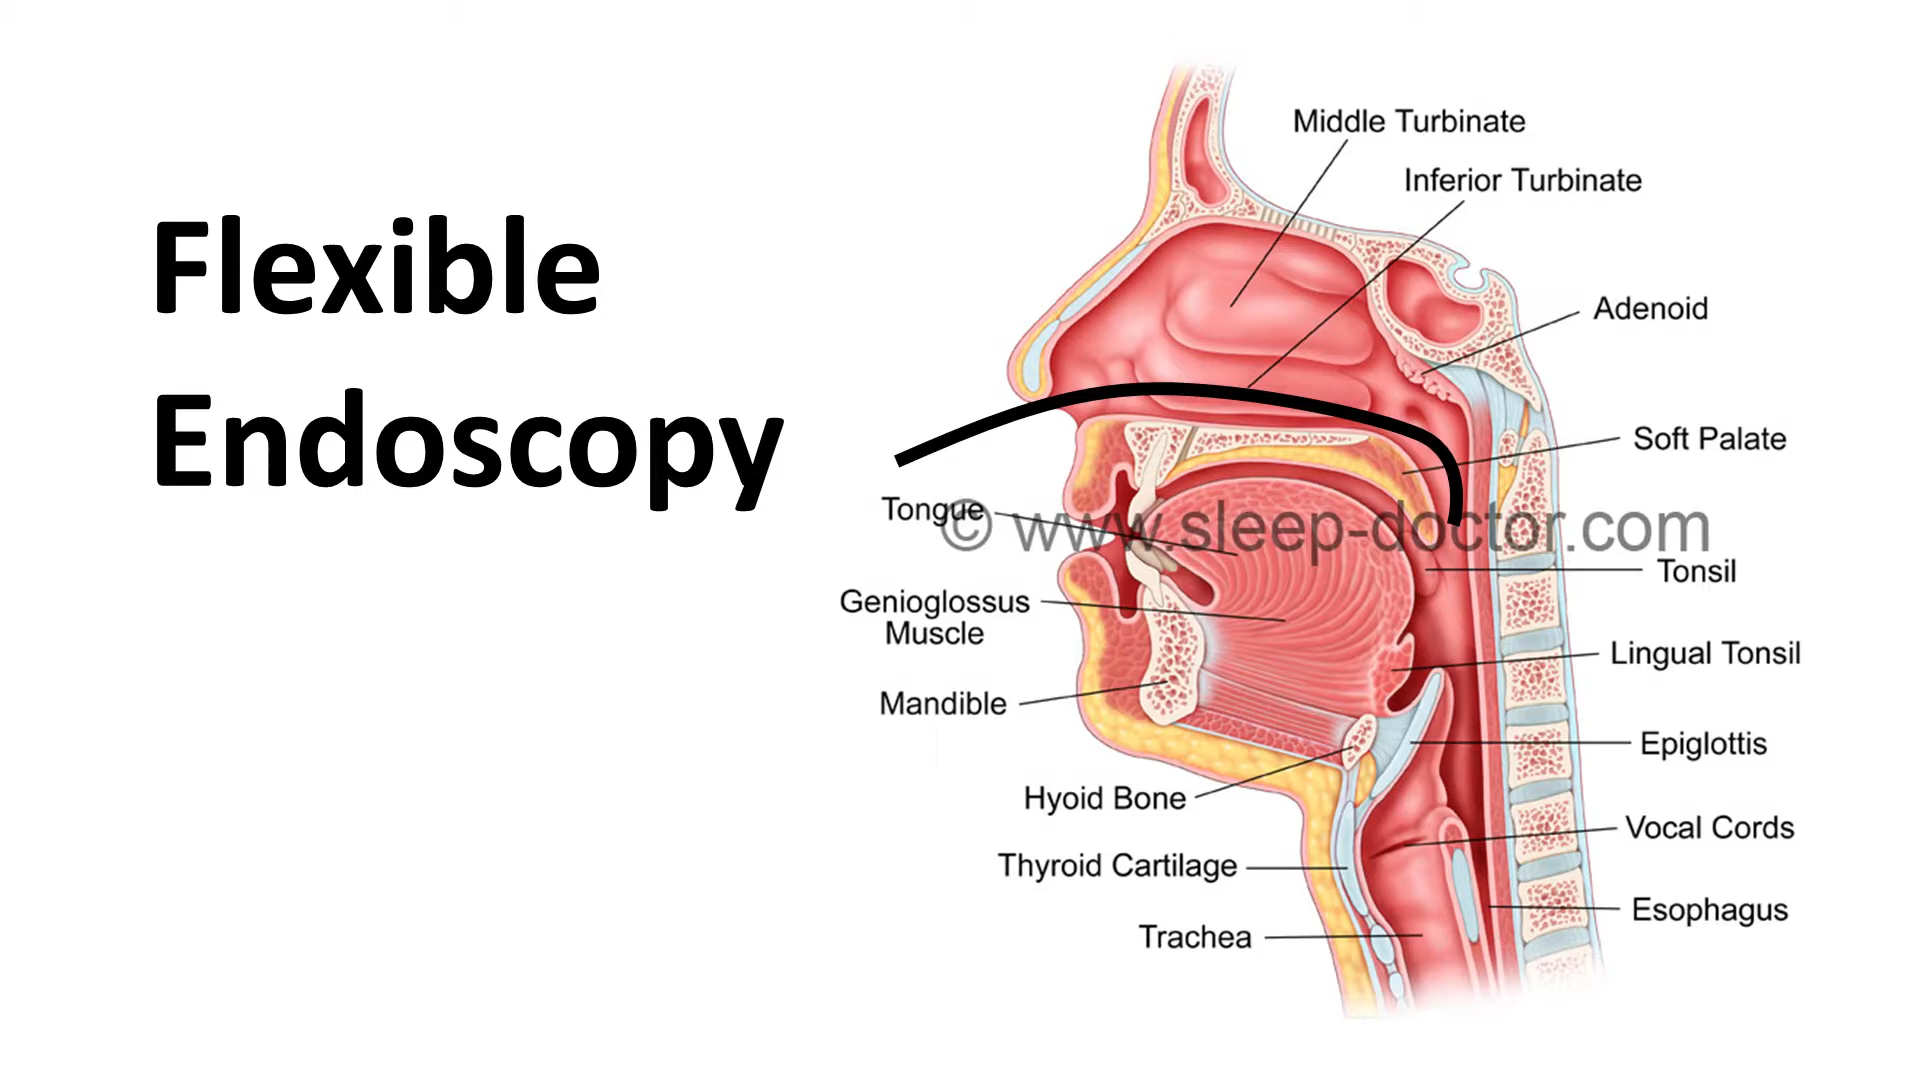 Flexible
Endoscopy
Middle Turbinate
Inferior Turbinate
Adenoid
Soft Palate
Tongue
© www.sleep-doctor.com
Tonsil
Genioglossus
Muscle
Lingual Tonsil
Mandible
Epiglottis
Hyoid Bone
Vocal Cords
Thyroid Cartilage
Esophagus
Trachea